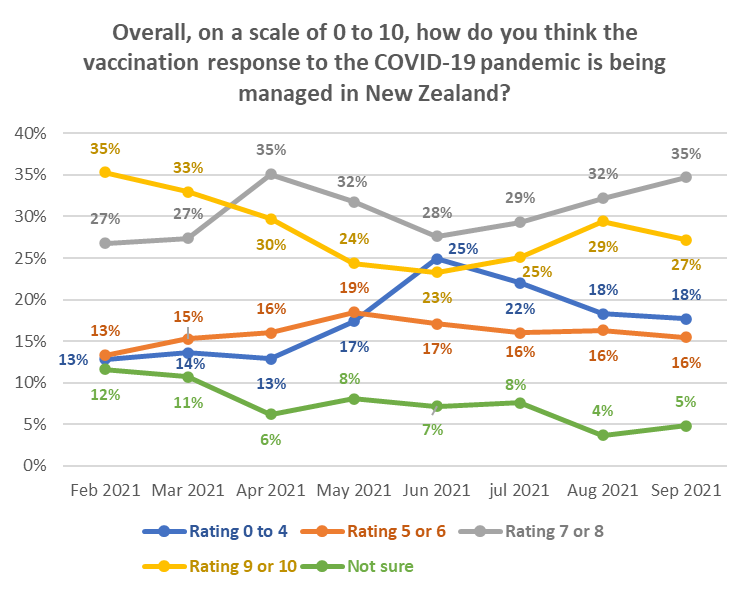 Overall, on a scale of 0 to 10, how do you think the
vaccination response to the COVID-19 pandemic is being
managed in New Zealand?
40%
35%
30%
25%
20%
15%
10%
5%
0%
35% 33% 30% 24% 23% 25% 29% 27%
27% 27% 35% 32% 28% 29% 32% 35%
13% 15% 16% 19% 17% 16% 16% 16%
13% 14% 13% 17% 25% 22% 18% 18%
12% 11% 6% 8% 7% 8% 4% 5%
Feb 2021 Mar 2021 Apr 2021 May 2021 Jun 2021 jul 2021 Aug 2021 Sep 2021
Rating 0 to 4 Rating 5 or 6 Rating 7 or 8
Rating 9 or 10 Not sure